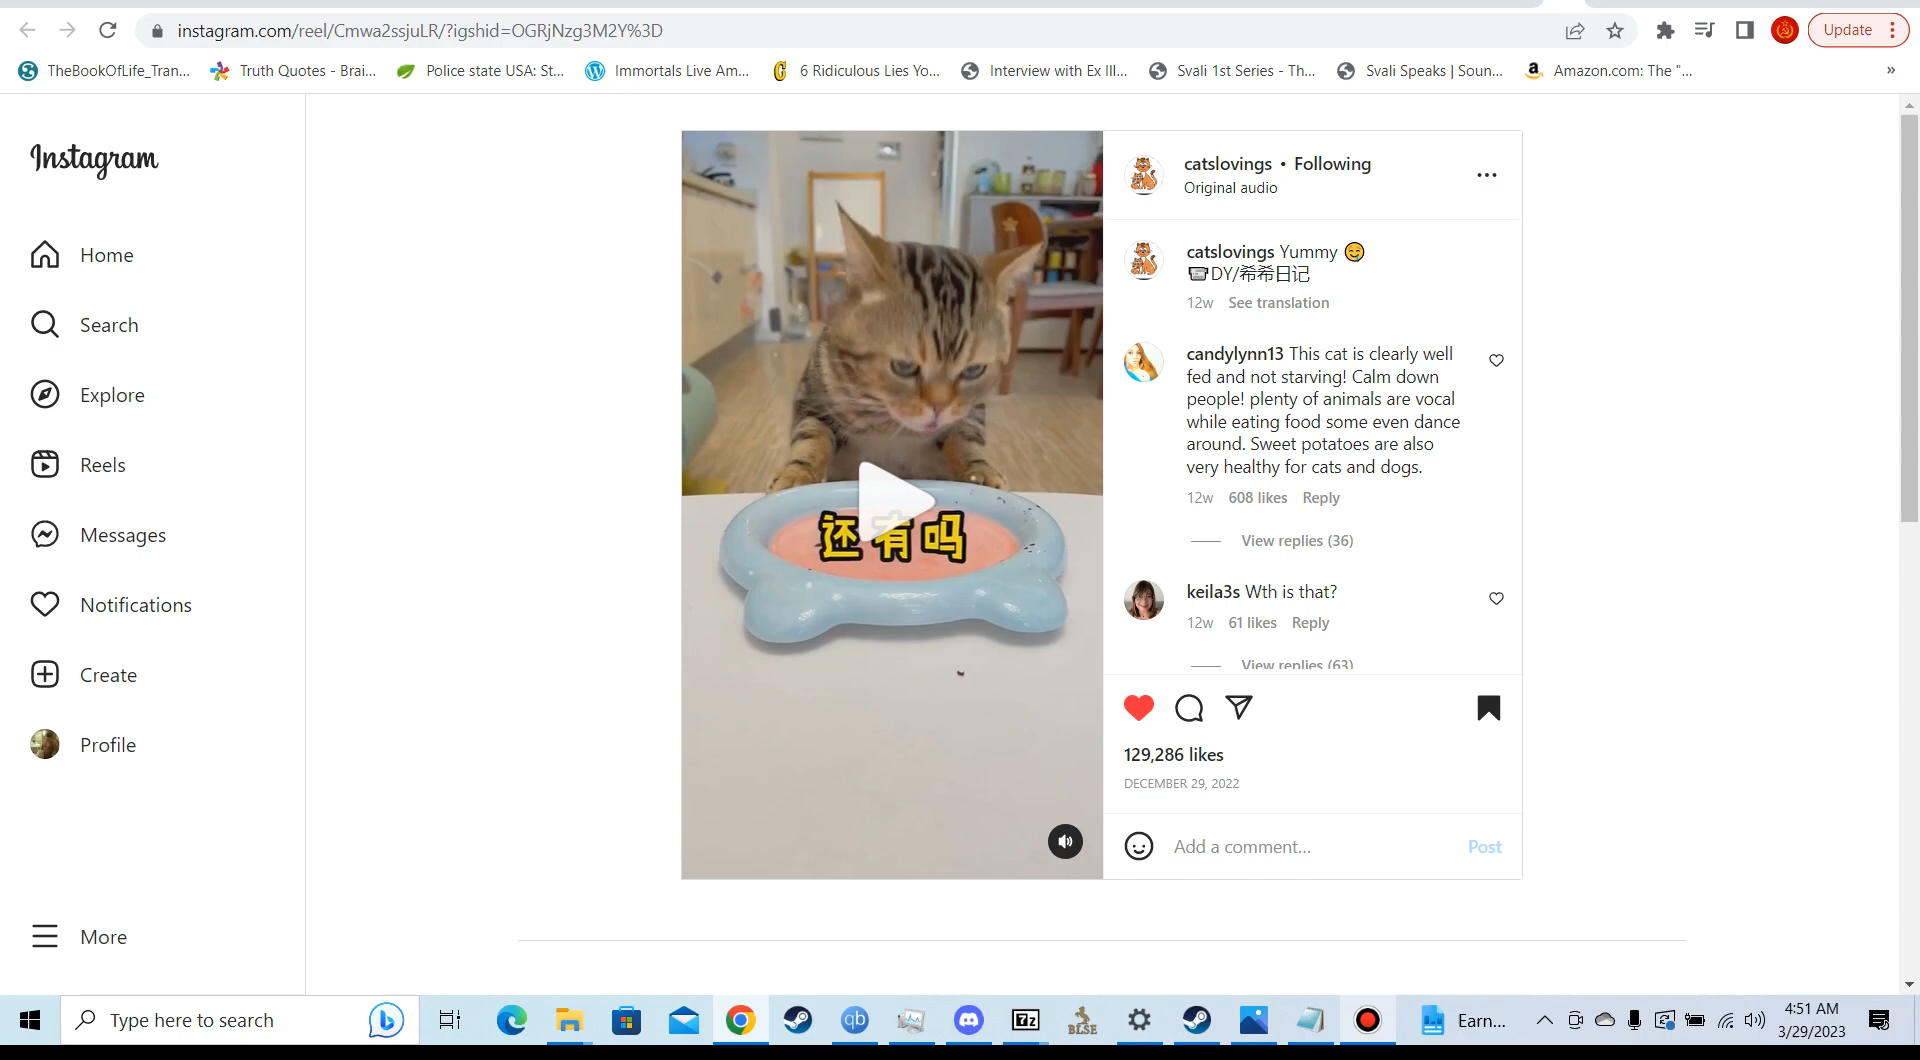 instagram.com/reel/Cmwa2ssjuLR/?igshid=OGRjNzg3M2Y%3D
Update
TheBookOfLife_Tran...
Truth Quotes - Brai...
Police state USA: St...
Immortals Live Am...
6 Ridiculous Lies Yo...
Interview with Ex Ill...
Svali 1st Series - Th...
Svali Speaks | Soun...
Amazon.com: The "...
»
Instagram
Home
Search
Explore
Reels
Messages
Notifications
Create
Profile
More
还有吗
catslovings • Following
Original audio
catslovings Yummy 🤤
📹DY/希希日记
12w See translation
candylynn13 This cat is clearly well
fed and not starving! Calm down
people! plenty of animals are vocal
while eating food some even dance
around. Sweet potatoes are also
very healthy for cats and dogs.
12w 608 likes Reply
View replies (36)
keila3s Wth is that?
12w 61 likes Reply
View replies (63)
129,286 likes
DECEMBER 29, 2022
Add a comment...
Post
Type here to search
qb
7z
BLSE
Earn...
4:51 AM
3/29/2023